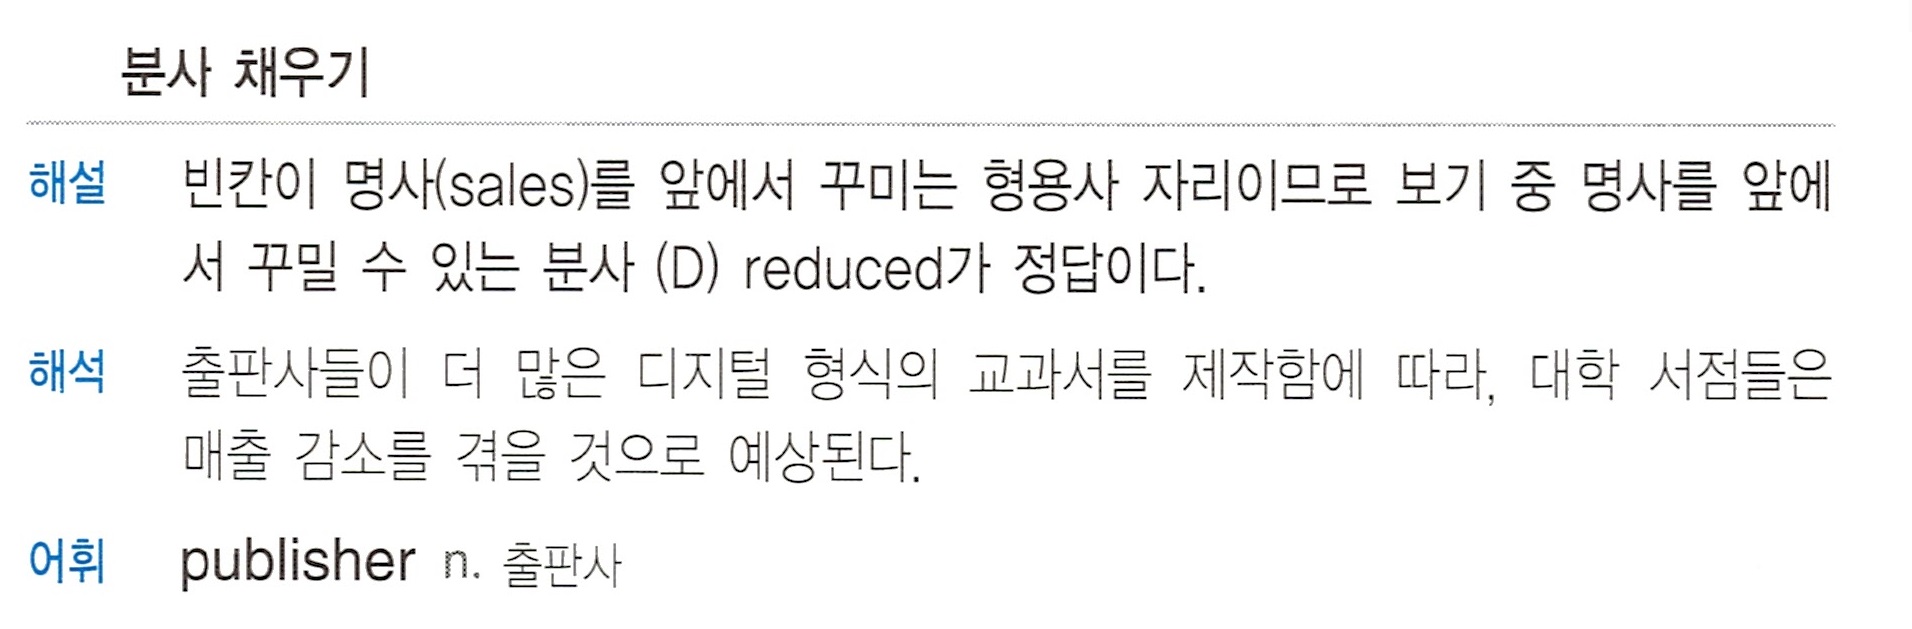 분사 채우기
해설 빈칸이 명사(sales)를 앞에서 꾸미는 형용사 자리이므로 보기 중 명사를 앞에
서 꾸밀 수 있는 분사 (D) reduced가 정답이다.
해석 출판사들이 더 많은 디지털 형식의 교과서를 제작함에 따라, 대학 서점들은
매출 감소를 겪을 것으로 예상된다.
어휘 publisher n. 출판사